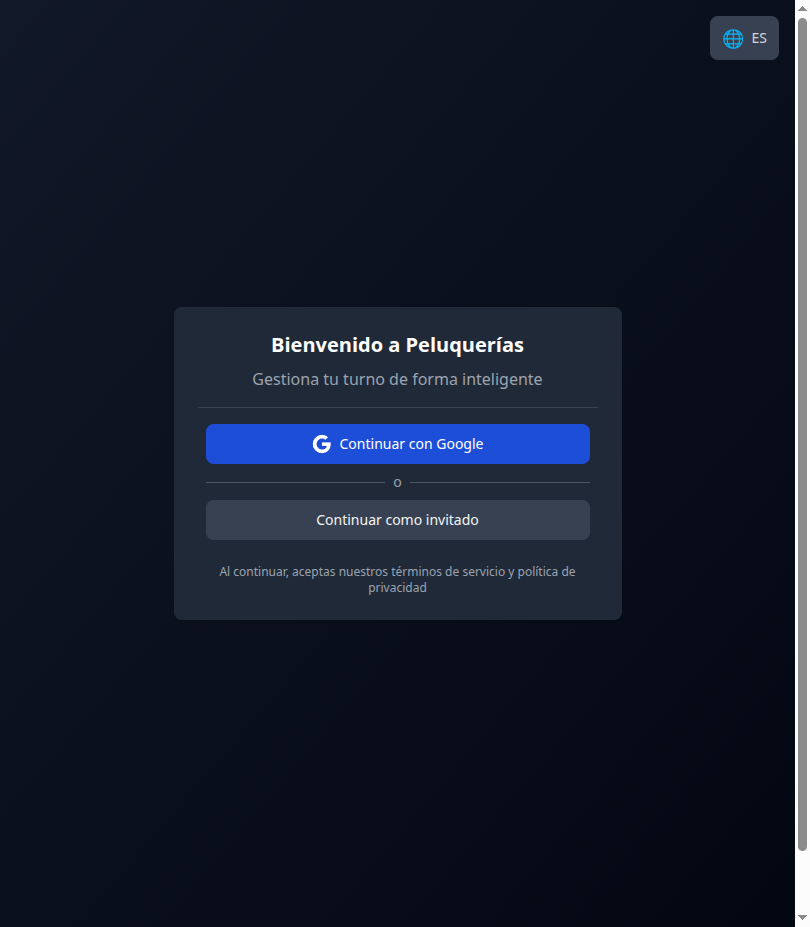 ES
Bienvenido a Peluquerías
Gestiona tu turno de forma inteligente
Continuar con Google
o
Continuar como invitado
Al continuar, aceptas nuestros términos de servicio y política de
privacidad